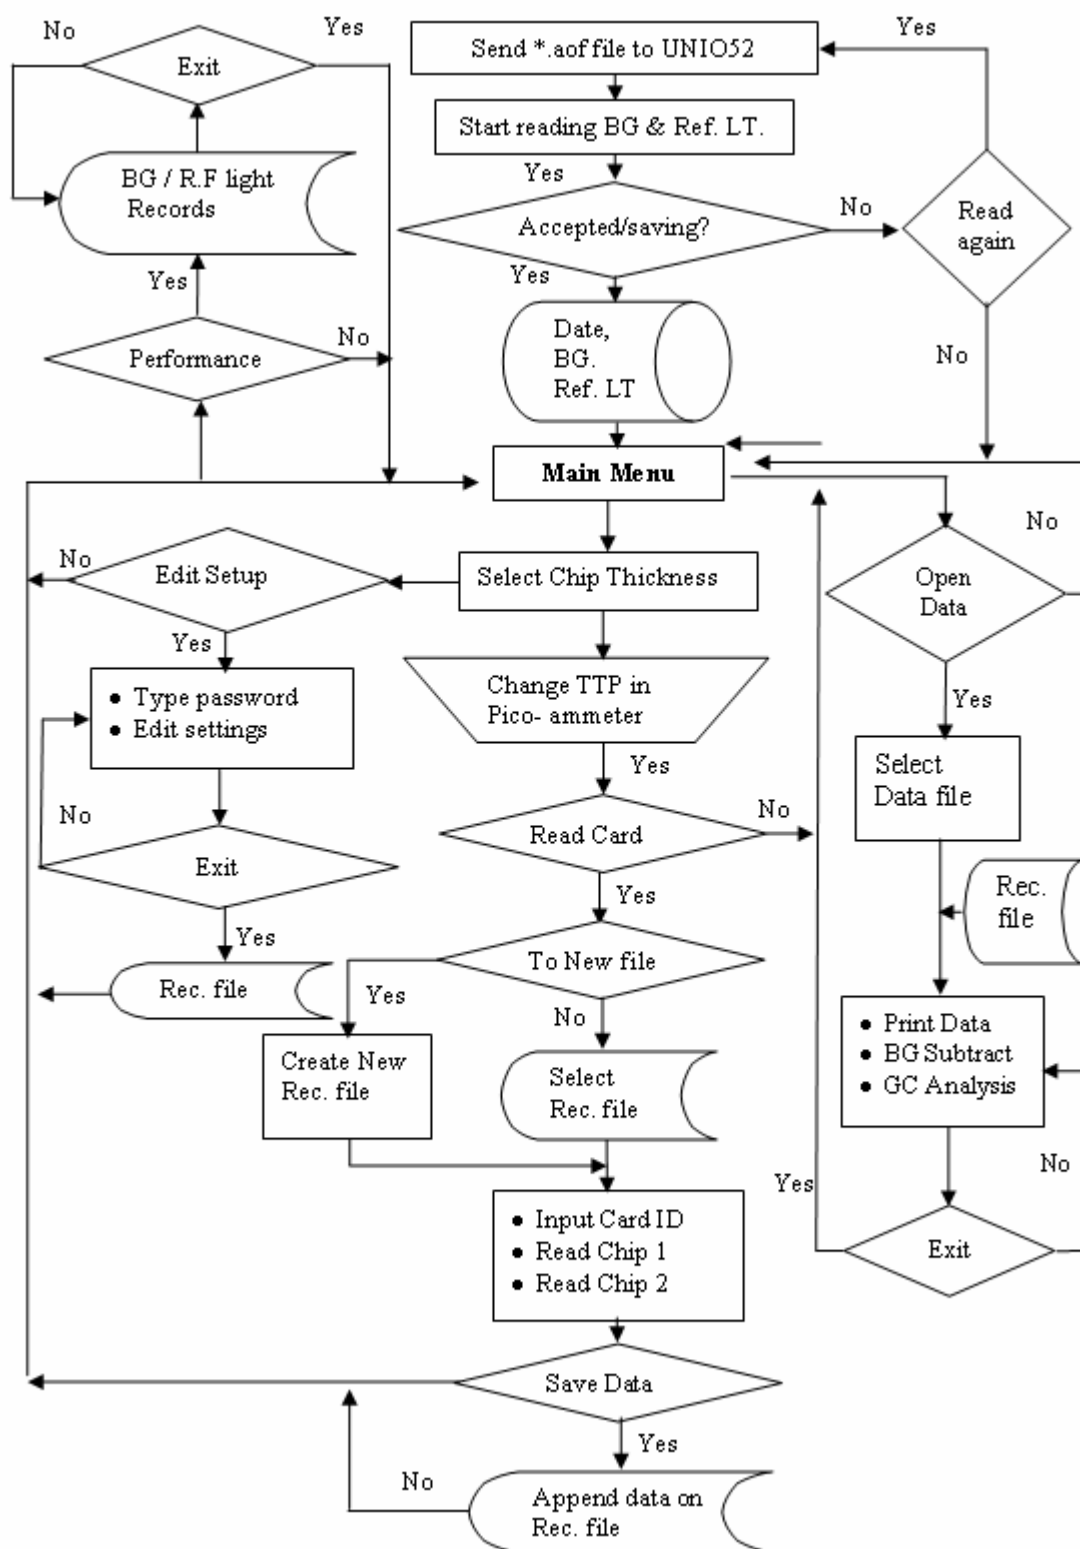 No
Yes
Exit
BG / R.F light
Records
Yes
Performance
No
Send *.aof file to UNIO52
Yes
Start reading BG & Ref. LT.
Yes
Accepted/saving?
No
Read
again
Yes
No
Date,
BG.
Ref. LT
Main Menu
No
Edit Setup
Select Chip Thickness
Open
Data
No
Yes
Yes
● Type password
● Edit settings
Change TTP in
Pico- ammeter
Yes
Select
Data file
No
Exit
Read Card
No
Yes
Yes
Rec.
file
Rec. file
To New file
Yes
No
Create New
Rec. file
Select
Rec. file
● Print Data
● BG Subtract
● GC Analysis
No
Yes
Exit
● Input Card ID
● Read Chip 1
● Read Chip 2
Save Data
Yes
No
Append data on
Rec. file